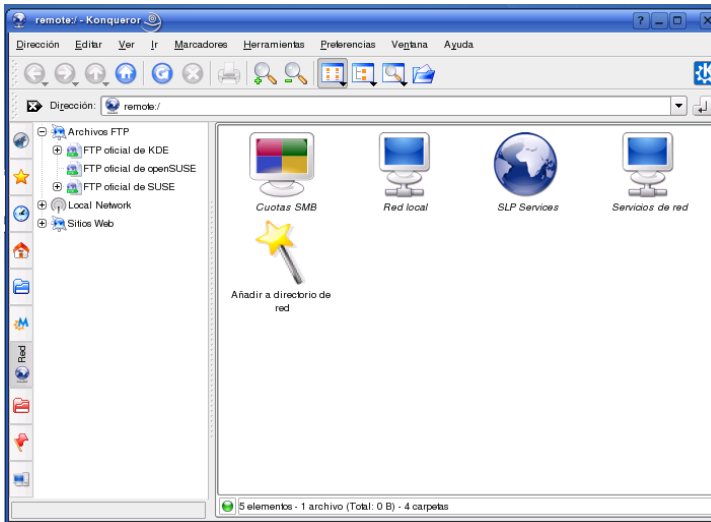 remote:/ - Konqueror
Dirección Editar Ver Ir Marcadores Herramientas Preferencias Ventana Ayuda
Dirección: remote:/
Archivos FTP
FTP oficial de KDE
FTP oficial de openSUSE
FTP oficial de SUSE
Local Network
Sitios Web
Red
Cuotas SMB
Red local
SLP Services
Servicios de red
Añadir a directorio de
red
5 elementos - 1 archivo (Total: 0 B) - 4 carpetas